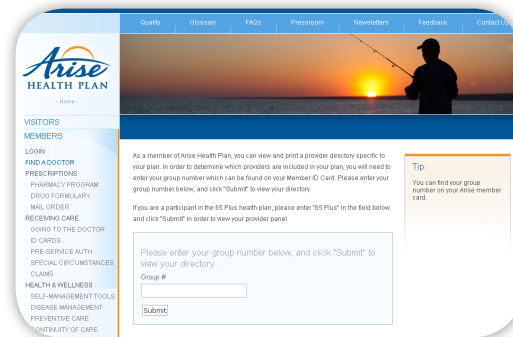 Quality Glossary FAQs Pressroom Newsletters Feedback Contact Us
Arise
HEALTH PLAN
- Home -
VISITORS
MEMBERS
LOGIN
FIND A DOCTOR
PRESCRIPTIONS
PHARMACY PROGRAM
DRUG FORMULARY
MAIL ORDER
RECEIVING CARE
GOING TO THE DOCTOR
ID CARDS
PRE-SERVICE AUTH
SPECIAL CIRCUMSTANCES
CLAIMS
HEALTH & WELLNESS
SELF-MANAGEMENT TOOLS
DISEASE MANAGEMENT
PREVENTIVE CARE
CONTINUITY OF CARE
As a member of Arise Health Plan, you can view and print a provider directory specific to
your plan. In order to determine which providers are included in your plan, you will need to
enter your group number which can be found on your Member ID Card. Please enter your
group number below, and click "Submit" to view your directory.
If you are a participant in the 65 Plus health plan, please enter "65 Plus" in the field below
and click "Submit" in order to view your provider panel.
Please enter your group number below, and click "Submit" to
view your directory
Group #
Submit
Tip:
You can find your group
number on your Arise member
card.